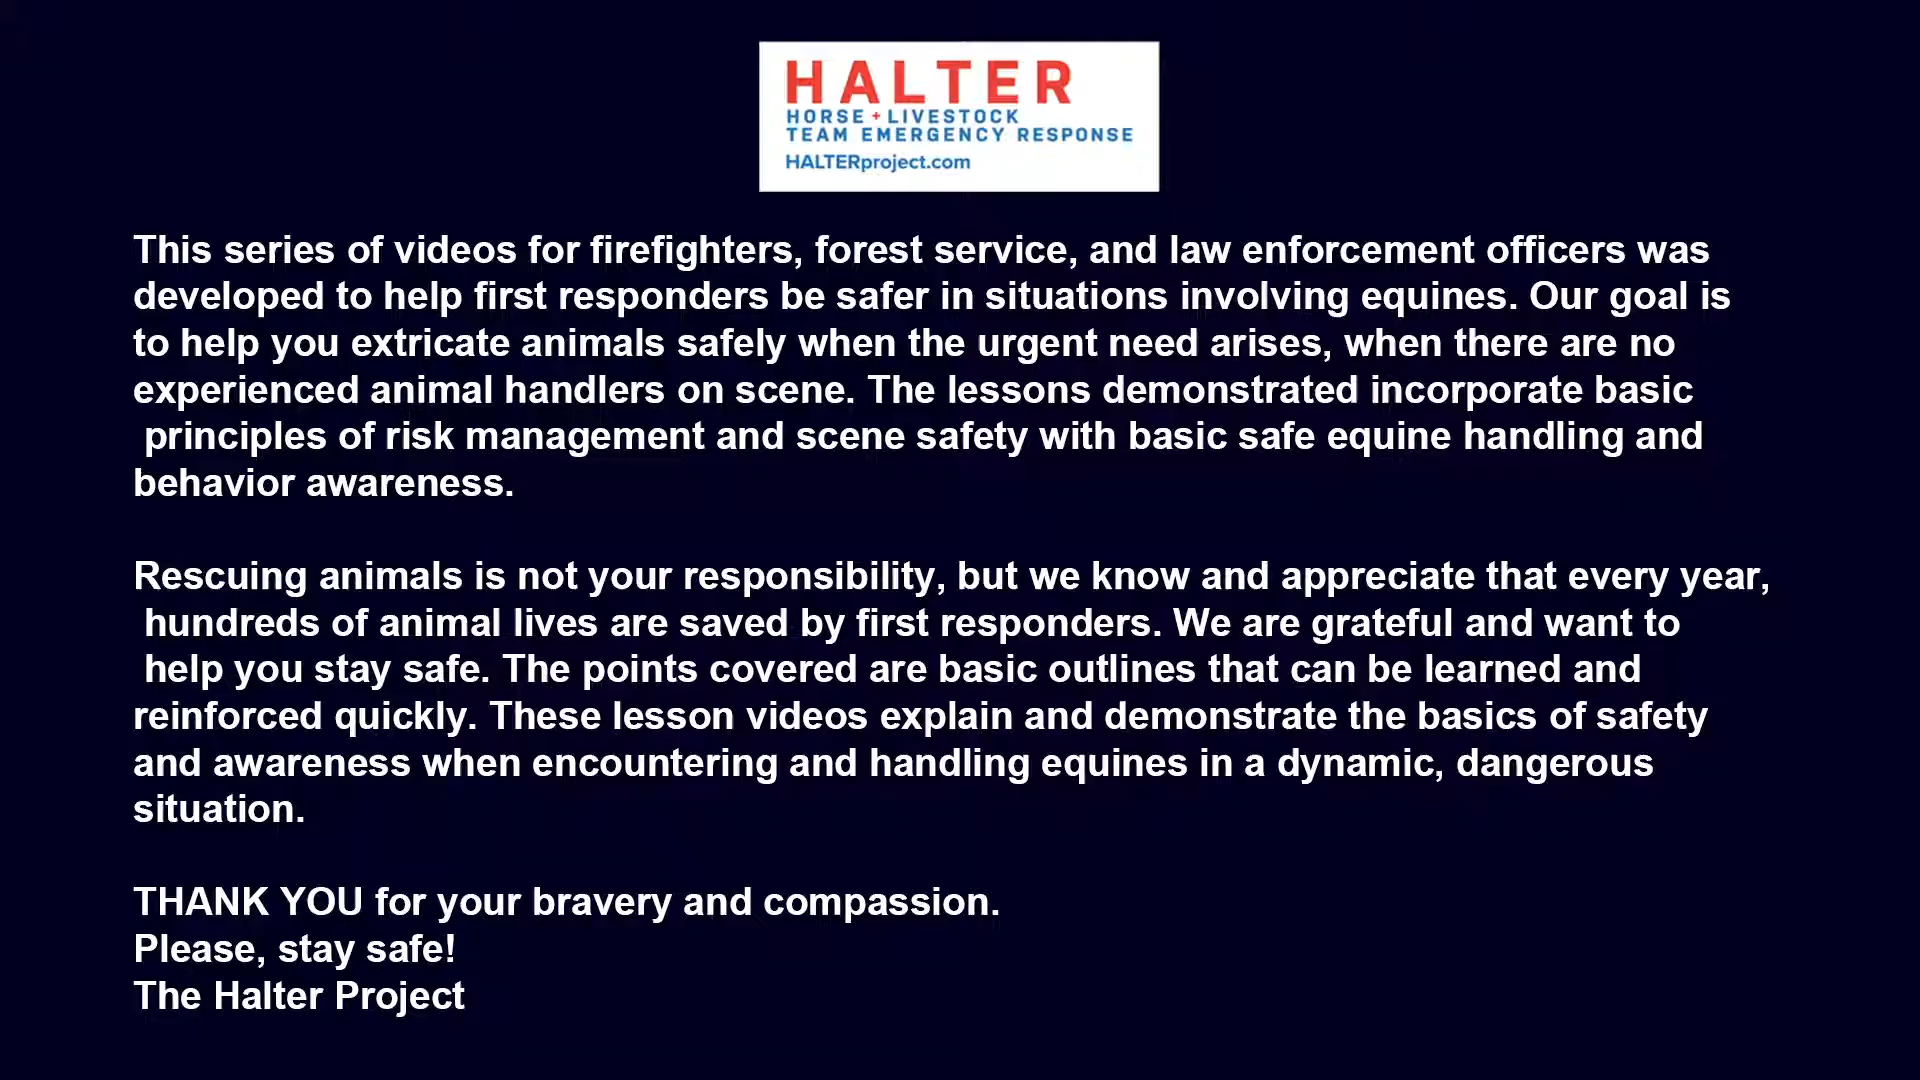 HALTER
HORSE + LIVESTOCK
TEAM EMERGENCY RESPONSE
HALTERproject.com
This series of videos for firefighters, forest service, and law enforcement officers was
developed to help first responders be safer in situations involving equines. Our goal is
to help you extricate animals safely when the urgent need arises, when there are no
experienced animal handlers on scene. The lessons demonstrated incorporate basic
principles of risk management and scene safety with basic safe equine handling and
behavior awareness.
Rescuing animals is not your responsibility, but we know and appreciate that every year,
hundreds of animal lives are saved by first responders. We are grateful and want to
help you stay safe. The points covered are basic outlines that can be learned and
reinforced quickly. These lesson videos explain and demonstrate the basics of safety
and awareness when encountering and handling equines in a dynamic, dangerous
situation.
THANK YOU for your bravery and compassion.
Please, stay safe!
The Halter Project